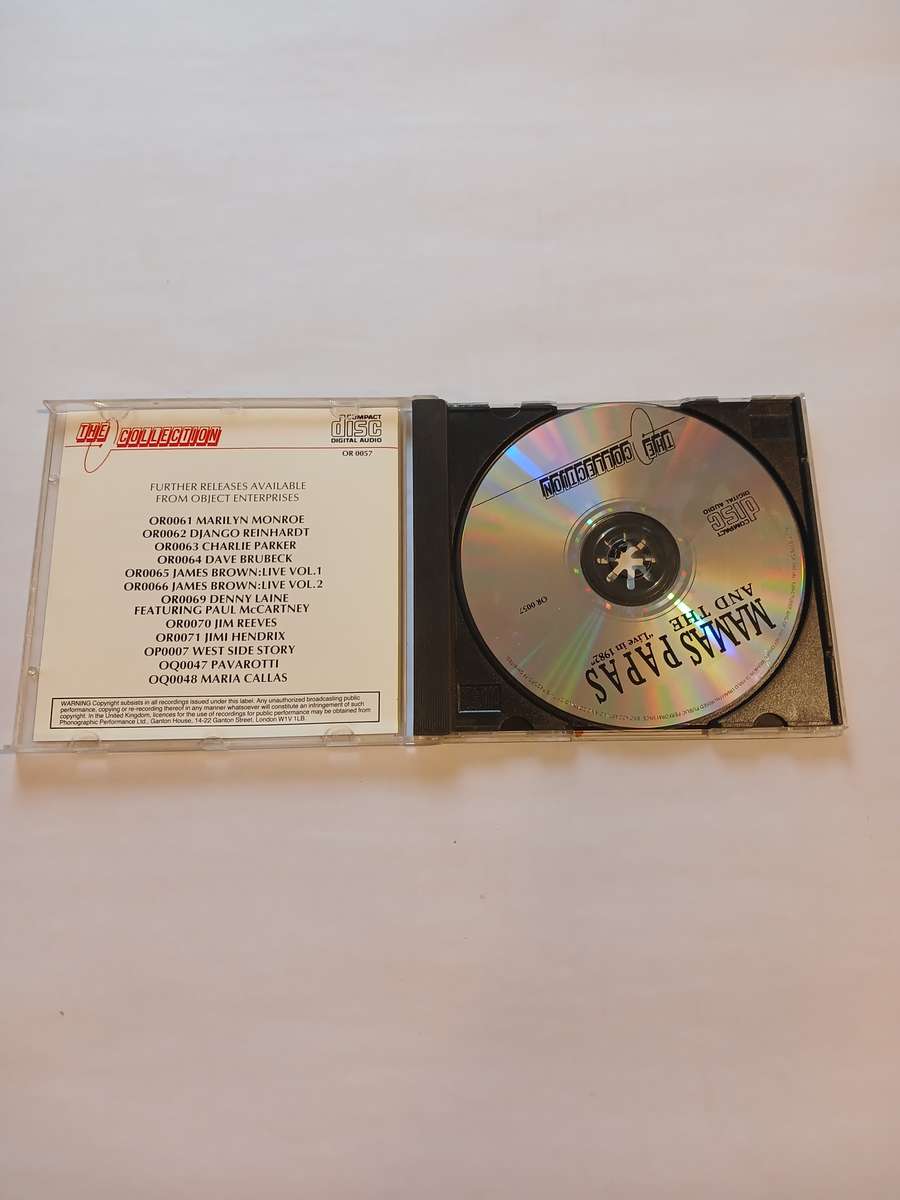 THE COLLECTION
COMPACT
disc
DIGITAL AUDIO
OR 0057
FURTHER RELEASES AVAILABLE
FROM OBJECT ENTERPRISES
OR0061 MARILYN MONROE
OR0062 DJANGO REINHARDT
OR0063 CHARLIE PARKER
OR0064 DAVE BRUBECK
OR0065 JAMES BROWN:LIVE VOL.1
OR0066 JAMES BROWN:LIVE VOL.2
OR0069 DENNY LAINE
FEATURING PAUL McCARTNEY
OR0070 JIM REEVES
OR0071 JIMI HENDRIX
OP0007 WEST SIDE STORY
OQ0047 PAVAROTTI
OQ0048 MARIA CALLAS
WARNING Copyright subsists in all recordings issued under this label. Any unauthorized broadcasting public
performance, copying or re-recording thereof in any manner whatsoever will constitute an infringement of such
copyright. In the United Kingdom, licences for the use of recordings for public performance may be obtained from
Phonographic Performance Ltd., Ganton House, 14-22 Ganton Street, London W1V 1LB.
MAMAS PAPAS
AND THE
"Live in 1982"
OR 0057
COMPACT
disc
DIGITAL AUDIO
THE COLLECTION